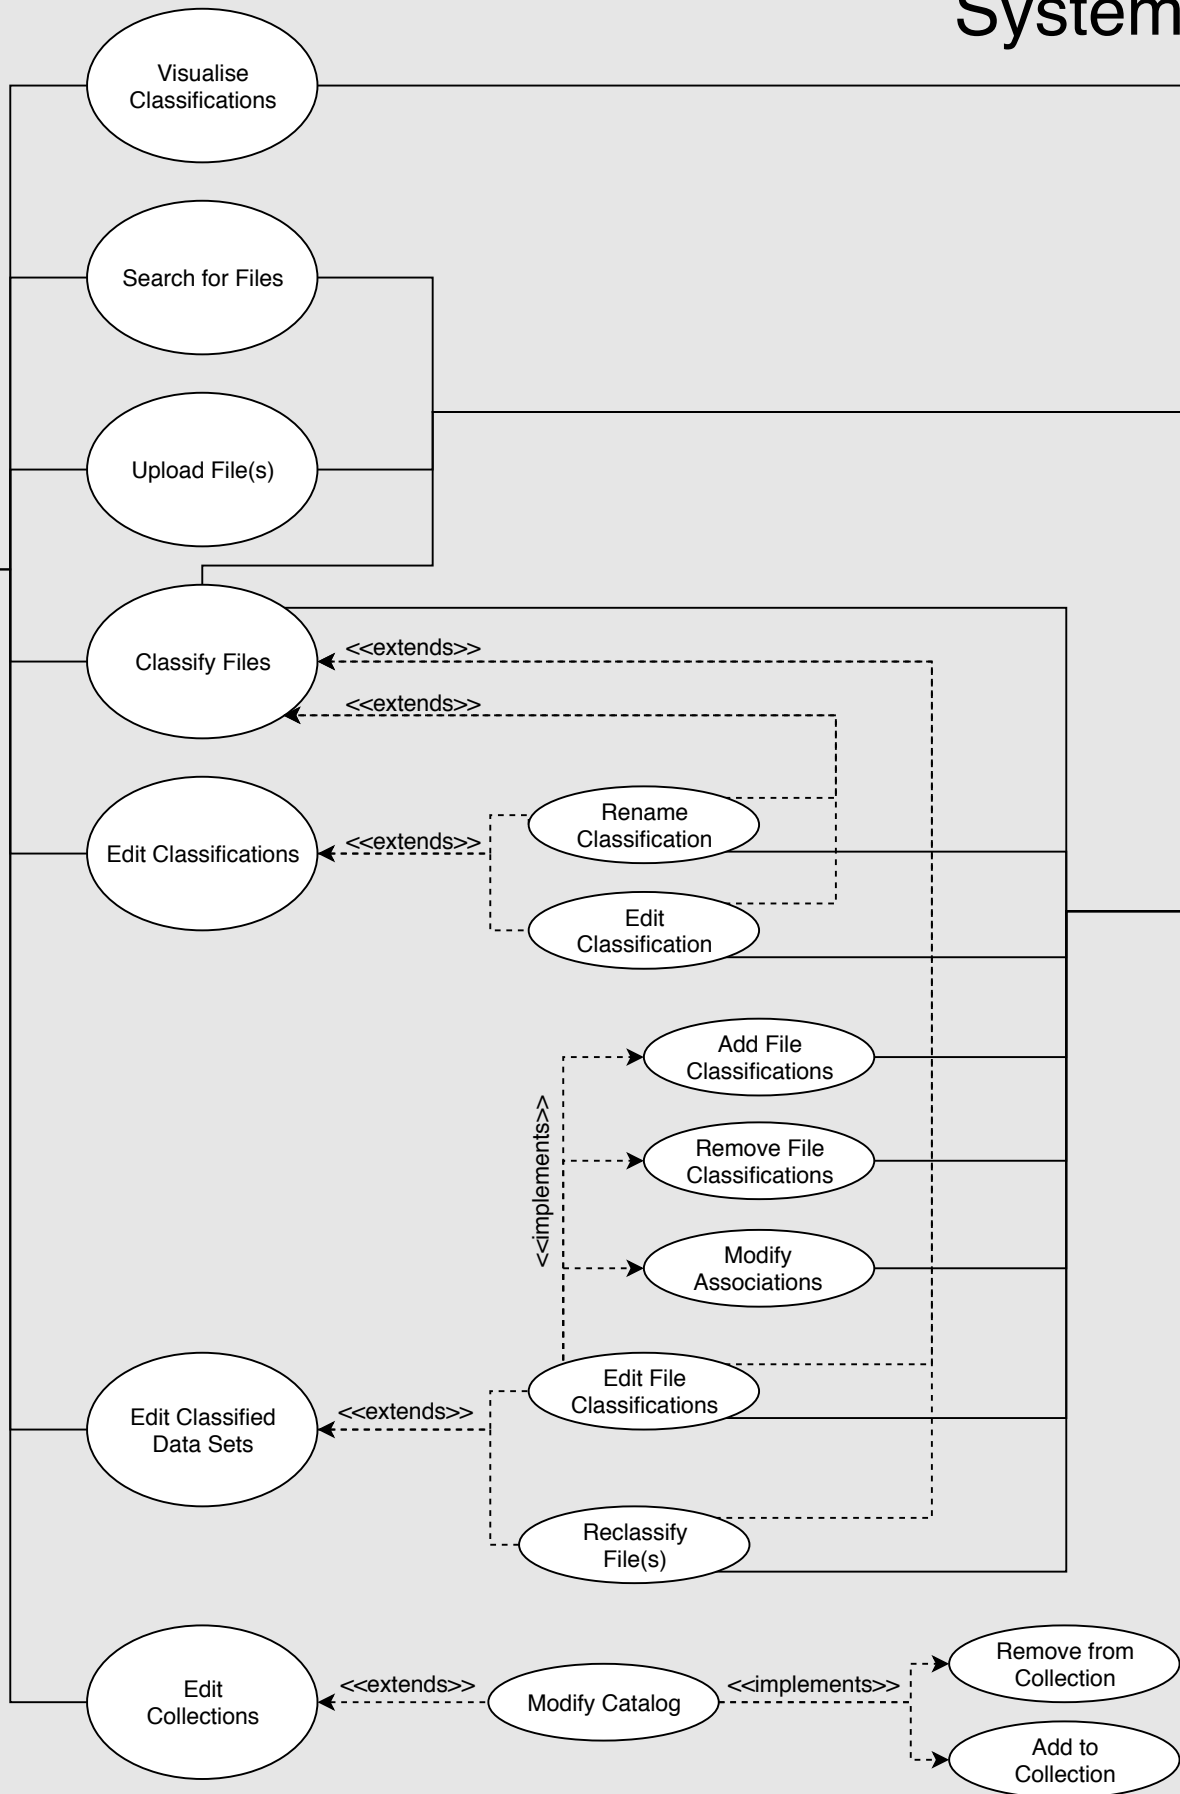 System
Visualise
Classifications
Search for Files
Upload File(s)
Classify Files
<<extends>>
<<extends>>
Edit Classifications
<<extends>>
Rename
Classification
Edit
Classification
Add File
Classifications
<<implements>>
Remove File
Classifications
Modify
Associations
Edit File
Classifications
Edit Classified
Data Sets
<<extends>>
Reclassify
File(s)
Edit
Collections
<<extends>>
Modify Catalog
<<implements>>
Remove from
Collection
Add to
Collection